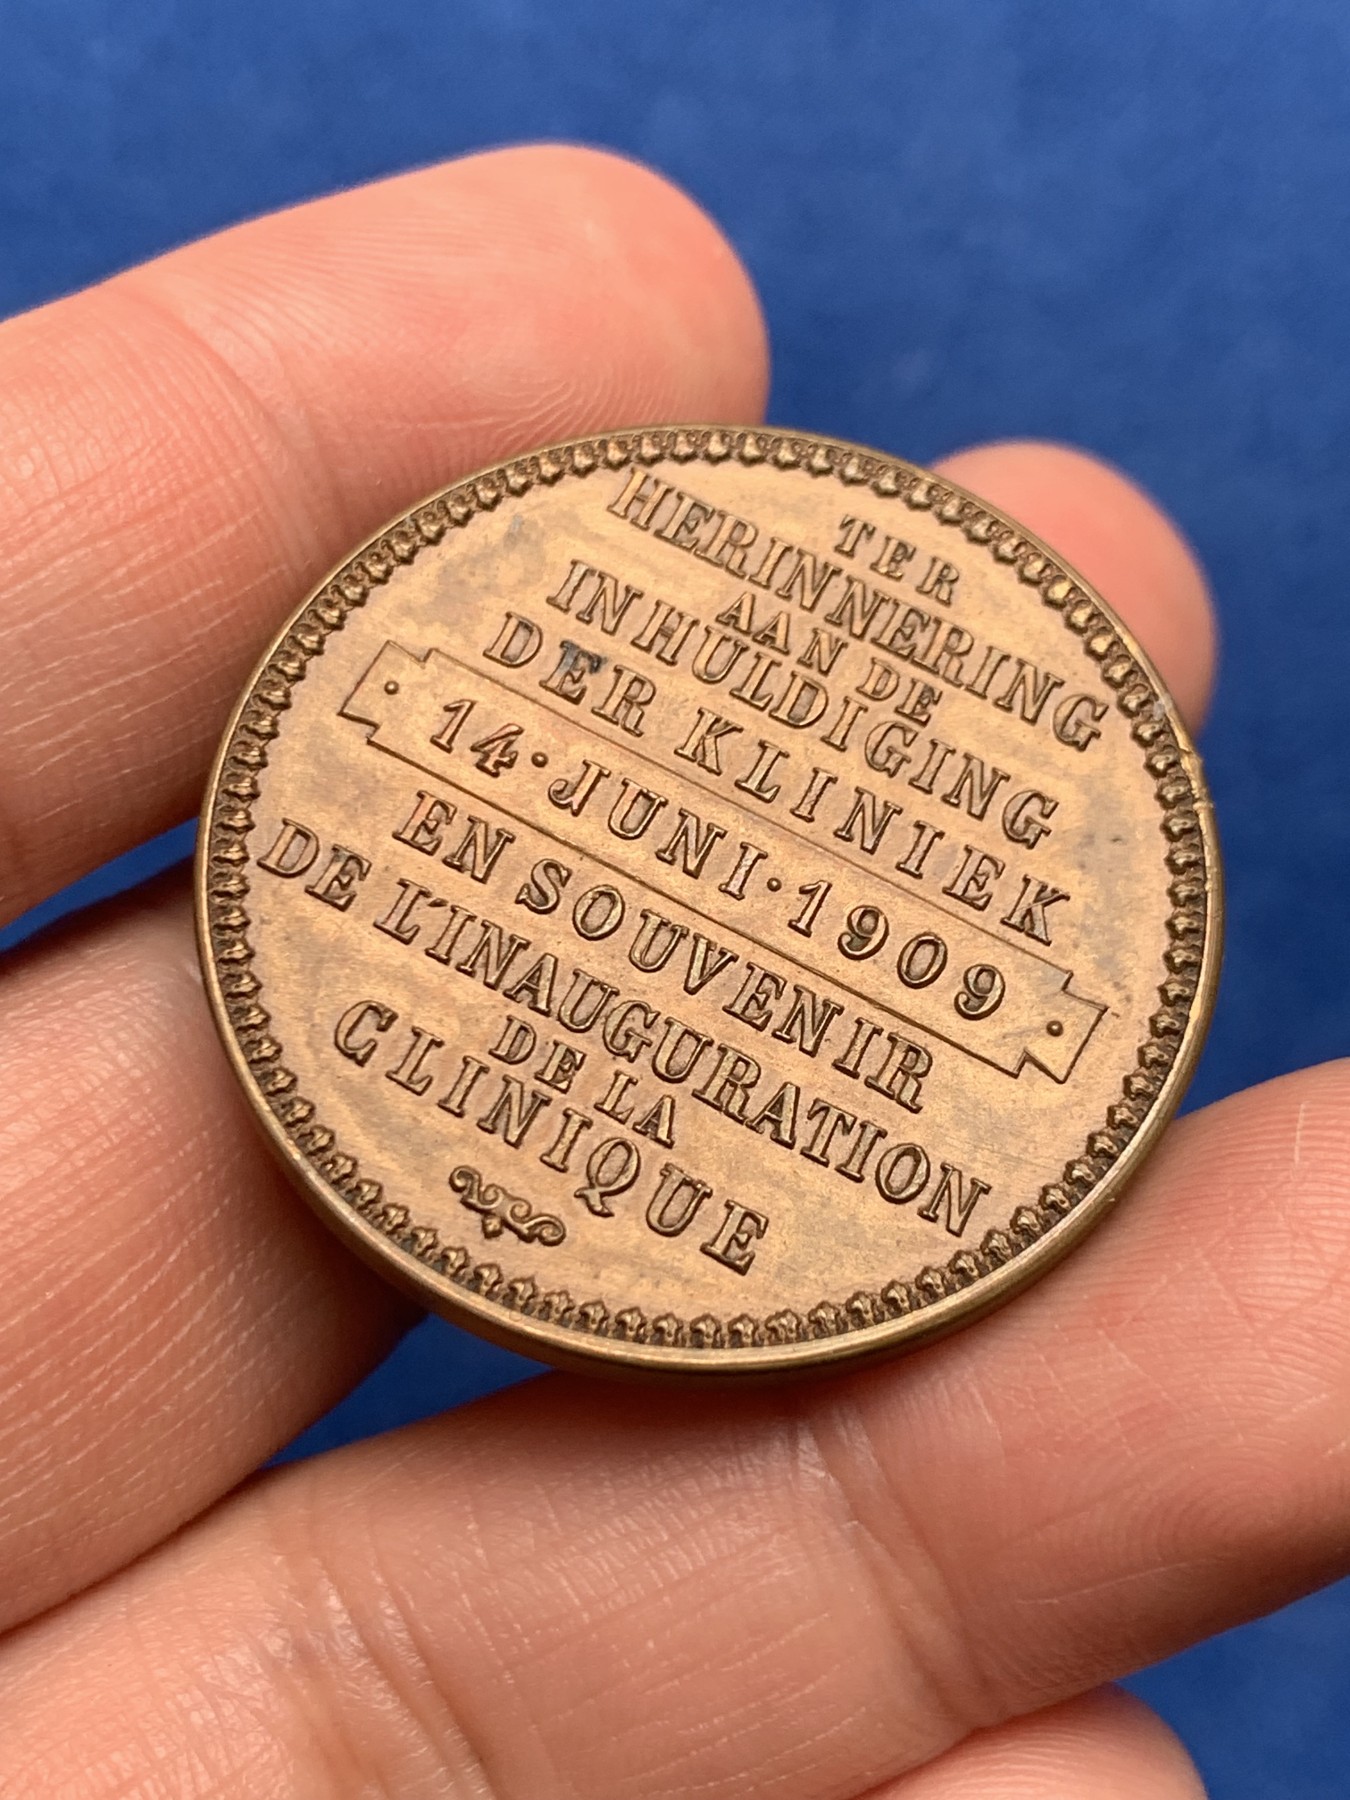 TER
HERINNERING
AAN DE
INHULDIGING
DER KLINIEK
14·JUNI·1909
EN SOUVENIR
DE L'INAUGURATION
DE LA
CLINIQUE